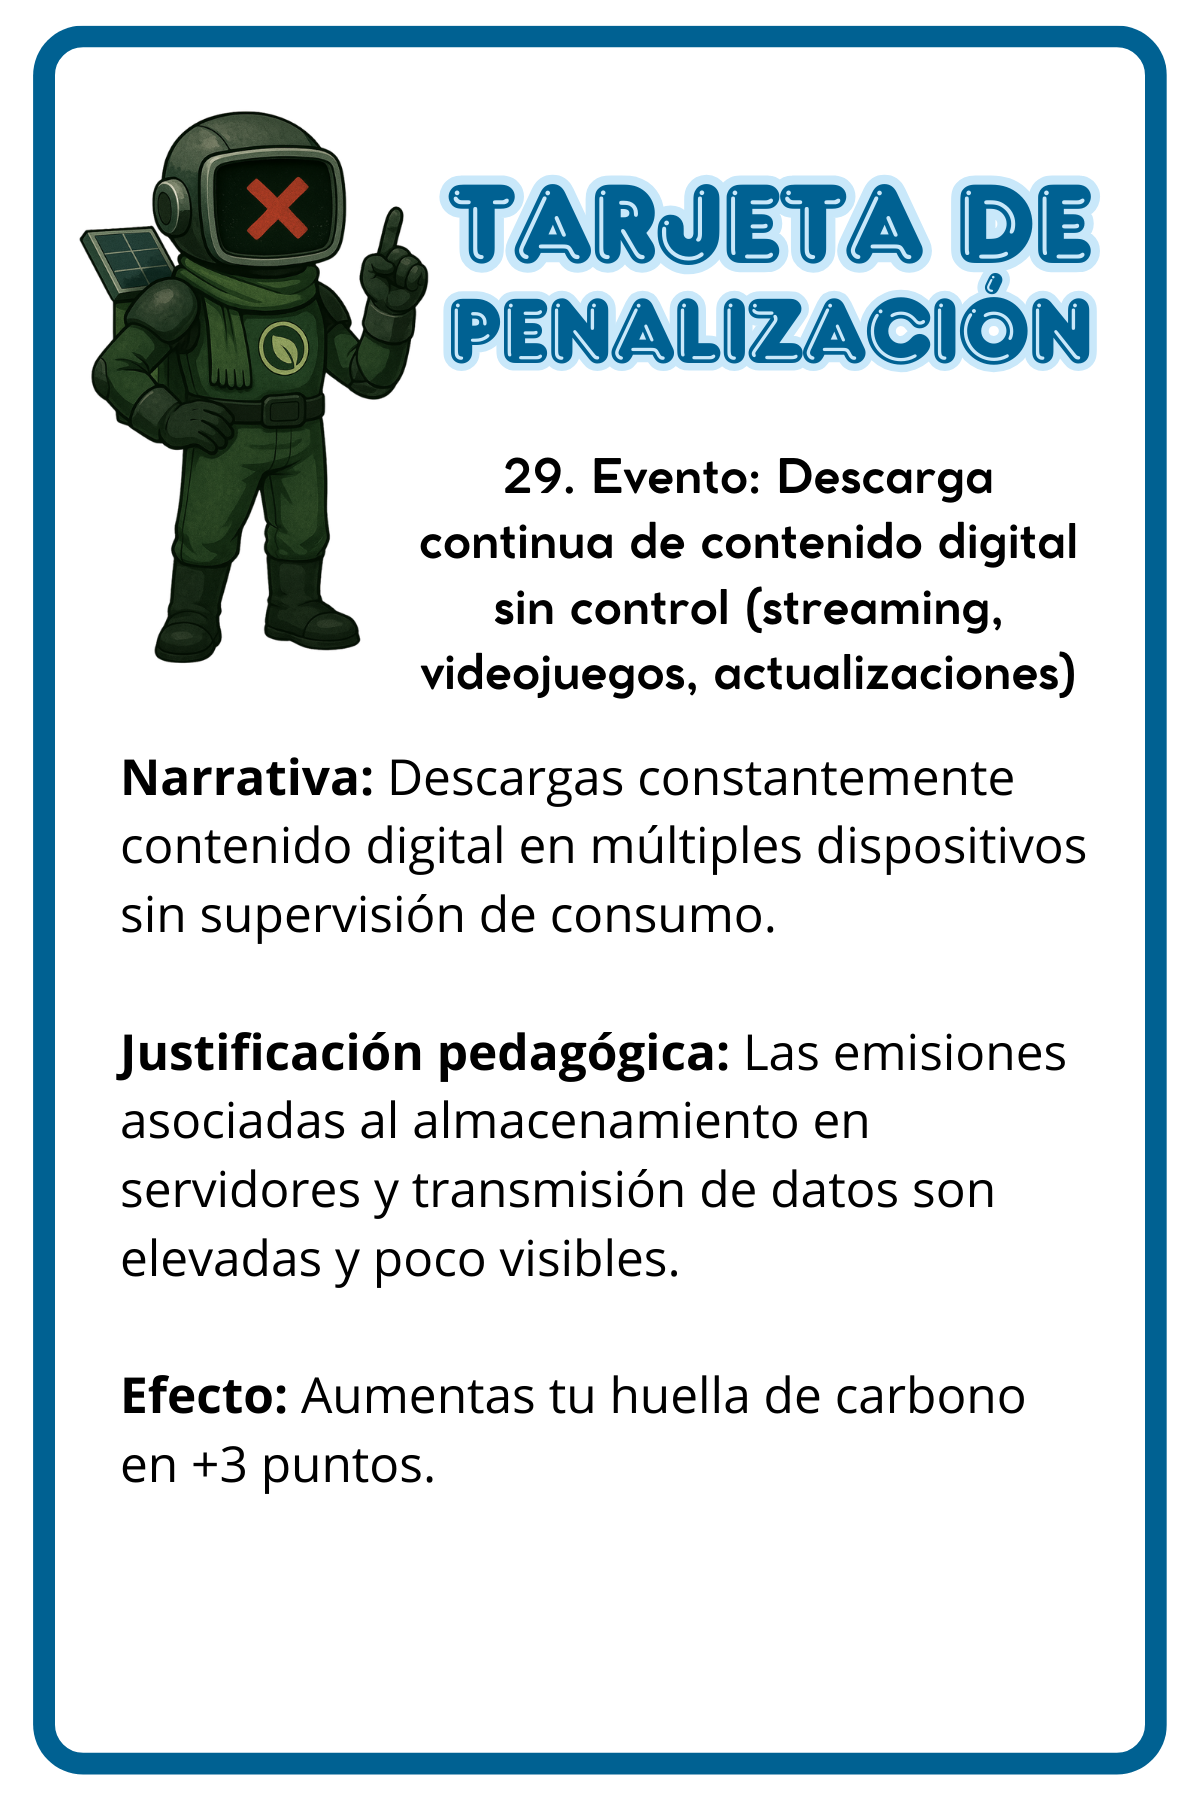 TARJETA DE
PENALIZACIÓN
29. Evento: Descarga
continua de contenido digital
sin control (streaming,
videojuegos, actualizaciones)
Narrativa: Descargas constantemente
contenido digital en múltiples dispositivos
sin supervisión de consumo.
Justificación pedagógica: Las emisiones
asociadas al almacenamiento en
servidores y transmisión de datos son
elevadas y poco visibles.
Efecto: Aumentas tu huella de carbono
en +3 puntos.